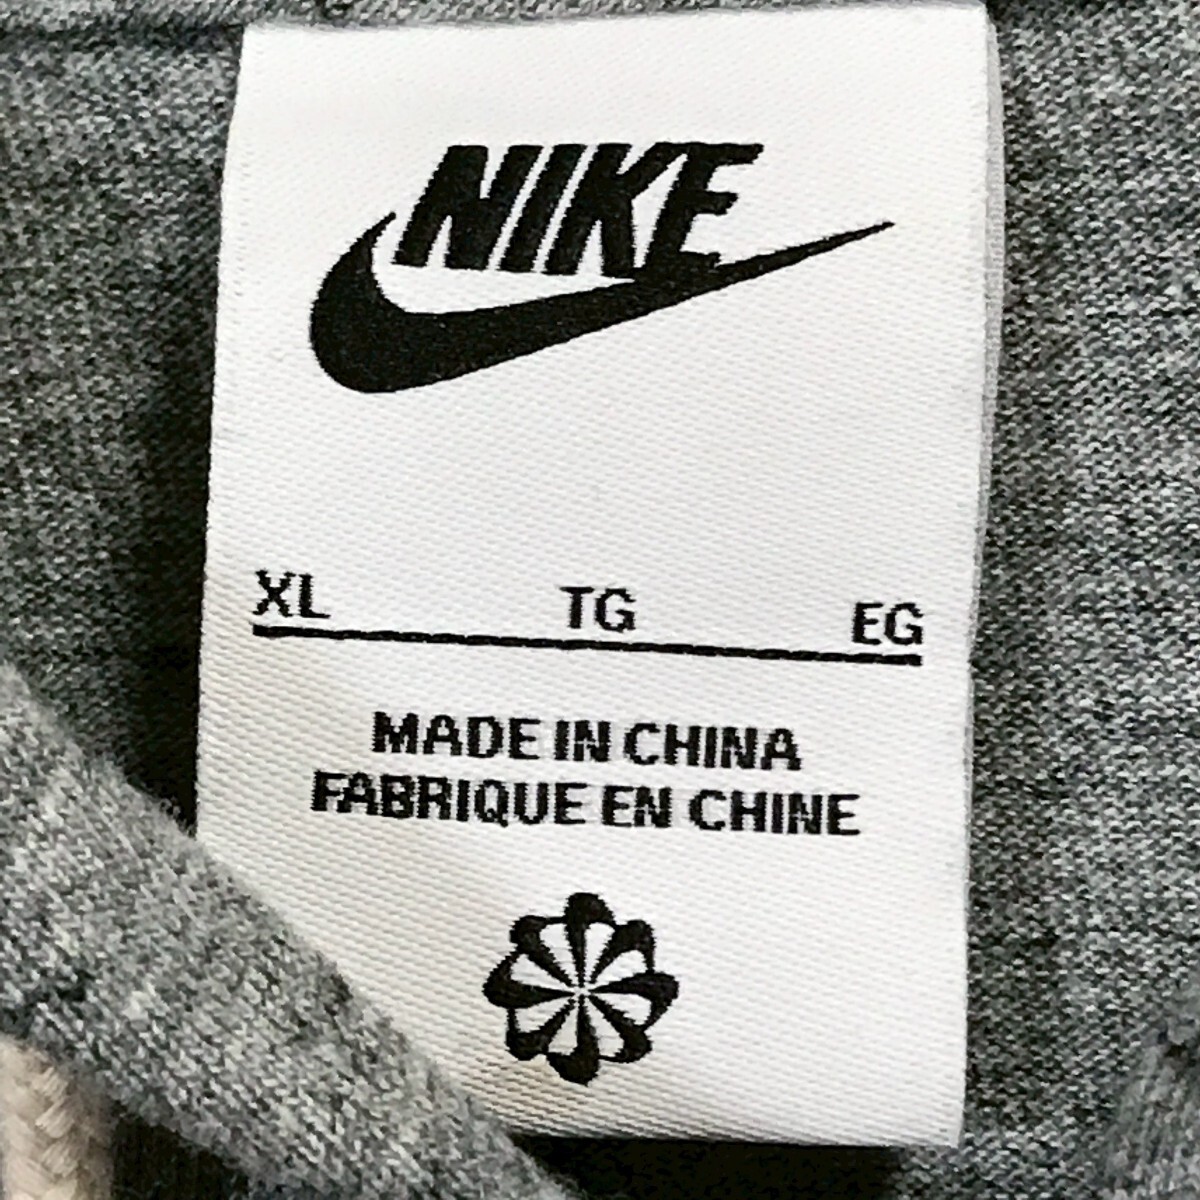 NIKE
XL TG EG
MADE IN CHINA
FABRIQUE EN CHINE